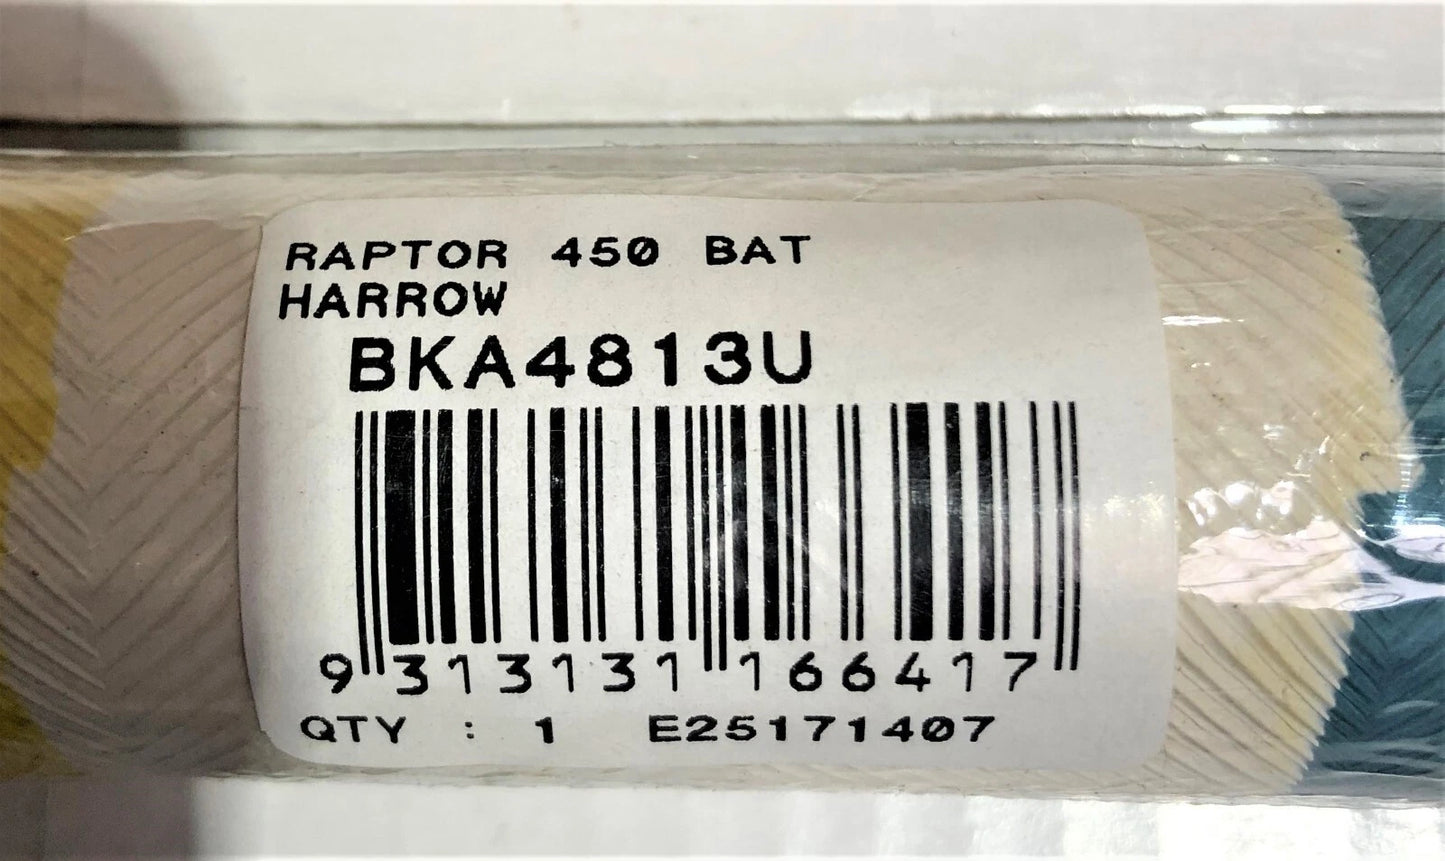 RAPTOR 450 BAT
HARROW
BKA4813U
9 313131 166417
QTY : 1 E25171407